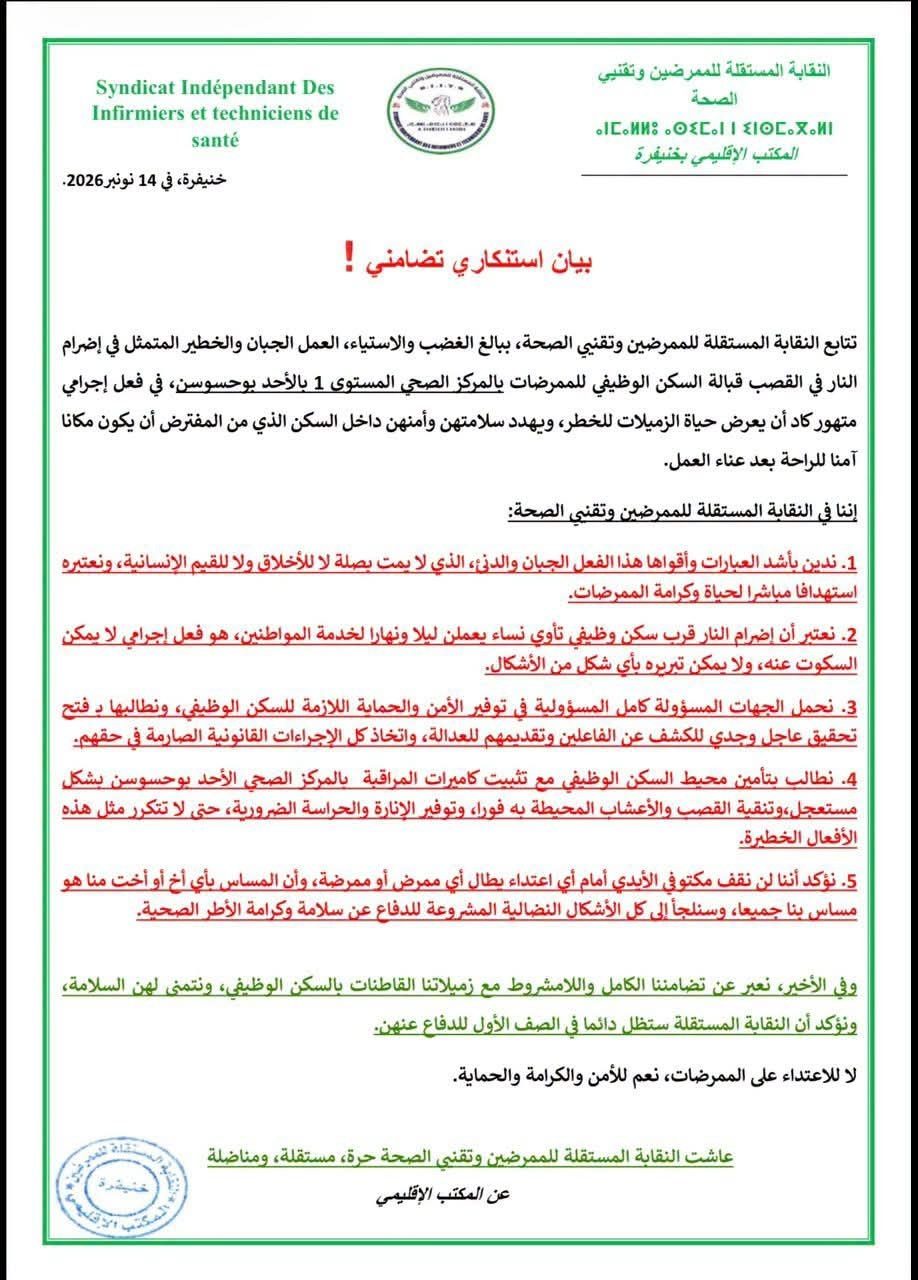 Syndicat Indépendant Des
Infirmiers et techniciens de
santé
النقابة المستقلة للممرضين وتقنيي
الصحة
ⴰⵏⵎⴰⵍⵍⵓ ⴰⵙⵉⵎⴰⵏ ⵏ ⵉⵏⵙⵎⴰⴳⴰⵍⵏ
المكتب الإقليمي بخنيفرة
خنيفرة، في 14 نونبر 2026.
بيان استنكاري تضامني !
تتابع النقابة المستقلة للممرضين وتقنيي الصحة، ببالغ الغضب والاستياء، العمل الجبان والخطير المتمثل في إضرام
النار في القصب قبالة السكن الوظيفي للممرضات بالمركز الصحي المستوى 1 بالأحد بوحسوسن، في فعل إجرامي
متهور كاد أن يعرض حياة الزميلات للخطر، ويهدد سلامتهن وأمنهن داخل السكن الذي من المفترض أن يكون مكانا
آمنا للراحة بعد عناء العمل.
إننا في النقابة المستقلة للممرضين وتقنيي الصحة:
1. ندين بأشد العبارات وأقواها هذا الفعل الجبان والدنئ، الذي لا يمت بصلة لا للأخلاق ولا للقيم الإنسانية، ونعتبره
استهدافا مباشرا لحياة وكرامة الممرضات.
2. نعتبر أن إضرام النار قرب سكن وظيفي تأوي نساء يعملن ليلا ونهارا لخدمة المواطنين، هو فعل إجرامي لا يمكن
السكوت عنه، ولا يمكن تبريره بأي شكل من الأشكال.
3. نحمل الجهات المسؤولة كامل المسؤولية في توفير الأمن والحماية اللازمة للسكن الوظيفي، ونطالبها بـ فتح
تحقيق عاجل وجدي للكشف عن الفاعلين وتقديمهم للعدالة، واتخاذ كل الإجراءات القانونية الصارمة في حقهم.
4. نطالب بتأمين محيط السكن الوظيفي مع تثبيت كاميرات المراقبة بالمركز الصحي الأحد بوحسوسن بشكل
مستعجل،وتنقية القصب والأعشاب المحيطة به فورا، وتوفير الإنارة والحراسة الضرورية، حتى لا تتكرر مثل هذه
الأفعال الخطيرة.
5. نؤكد أننا لن نقف مكتوفي الأيدي أمام أي اعتداء يطال أي ممرض أو ممرضة، وأن المساس بأي أخ أو أخت منا هو
مساس بنا جميعا، وسنلجأ إلى كل الأشكال النضالية المشروعة للدفاع عن سلامة وكرامة الأطر الصحية.
وفي الأخير، نعبر عن تضامننا الكامل واللامشروط مع زميلاتنا القاطنات بالسكن الوظيفي، ونتمنى لهن السلامة،
ونؤكد أن النقابة المستقلة ستظل دائما في الصف الأول للدفاع عنهن.
لا للاعتداء على الممرضات، نعم للأمن والكرامة والحماية.
عاشت النقابة المستقلة للممرضين وتقنيي الصحة حرة، مستقلة، ومناضلة
عن المكتب الإقليمي
النقابة المستقلة للممرضين
خنيفرة
المكتب الإقليمي